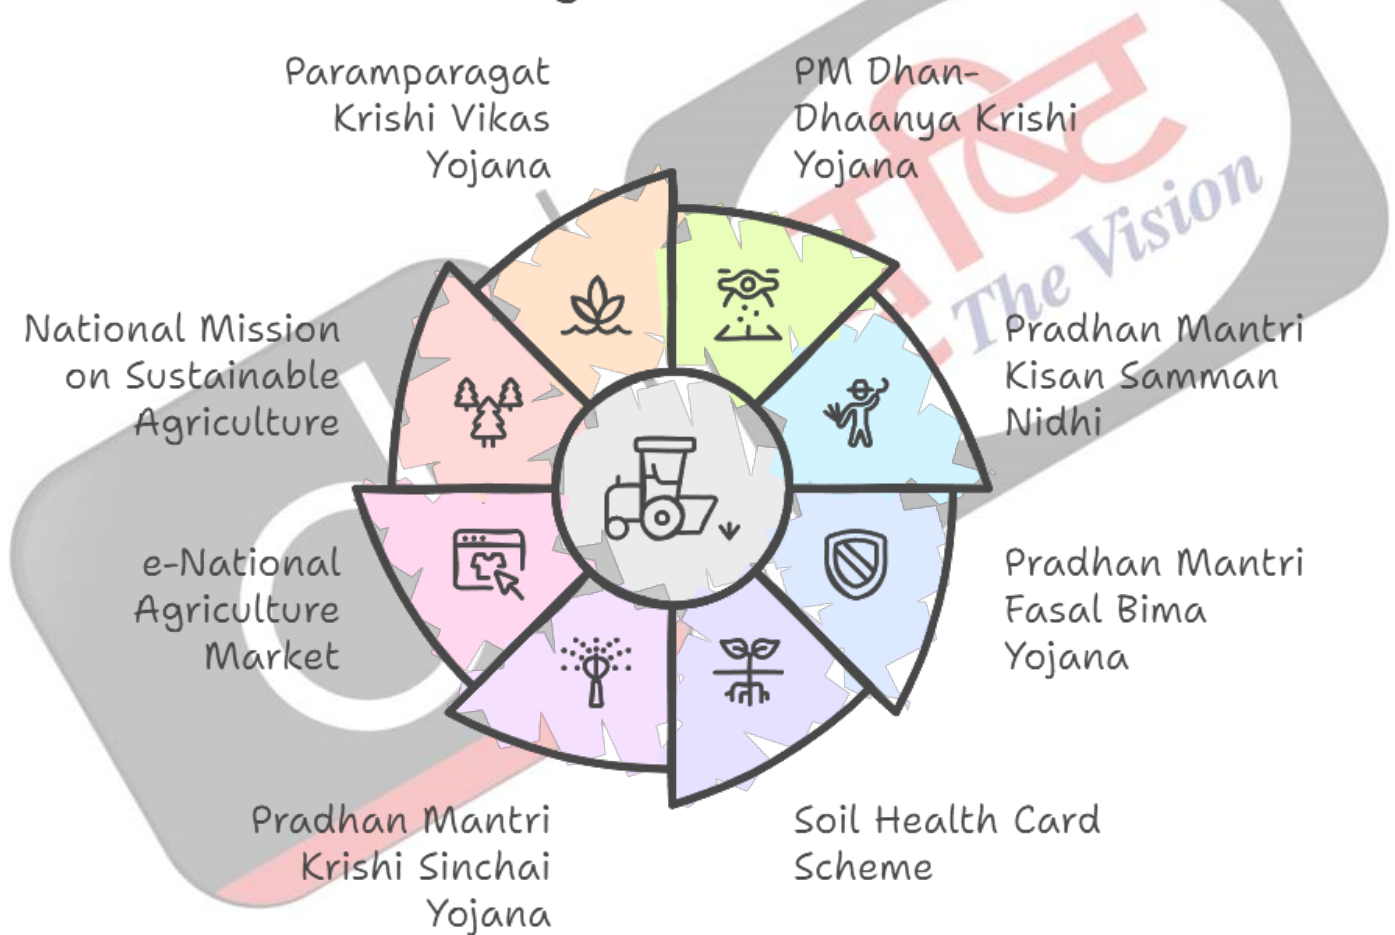 Paramparagat
Krishi Vikas
Yojana
PM Dhan-
Dhaanya Krishi
Yojana
National Mission
on Sustainable
Agriculture
Pradhan Mantri
Kisan Samman
Nidhi
e-National
Agriculture
Market
Pradhan Mantri
Fasal Bima
Yojana
Pradhan Mantri
Krishi Sinchai
Yojana
Soil Health Card
Scheme
The Vision